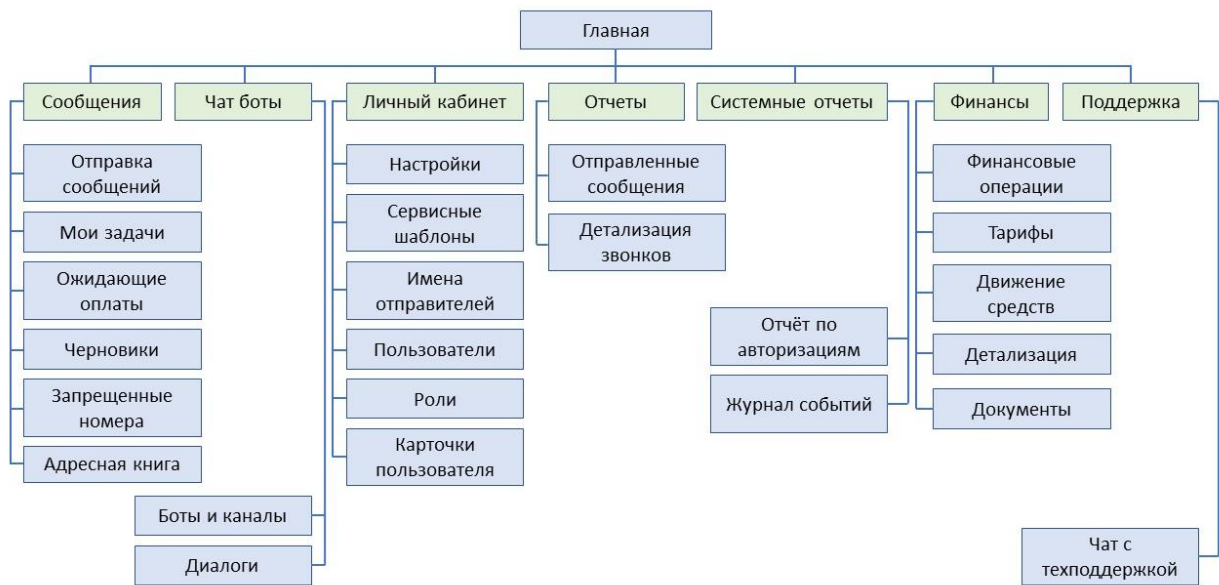 Главная
Сообщения
Чат боты
Личный кабинет
Отчеты
Системные отчеты
Финансы
Поддержка
Отправка
сообщений
Мои задачи
Ожидающие
оплаты
Черновики
Запрещенные
номера
Адресная книга
Боты и каналы
Диалоги
Настройки
Сервисные
шаблоны
Имена
отправителей
Пользователи
Роли
Карточки
пользователя
Отправленные
сообщения
Детализация
звонков
Отчёт по
авторизациям
Журнал событий
Финансовые
операции
Тарифы
Движение
средств
Детализация
Документы
Чат с
техподдержкой